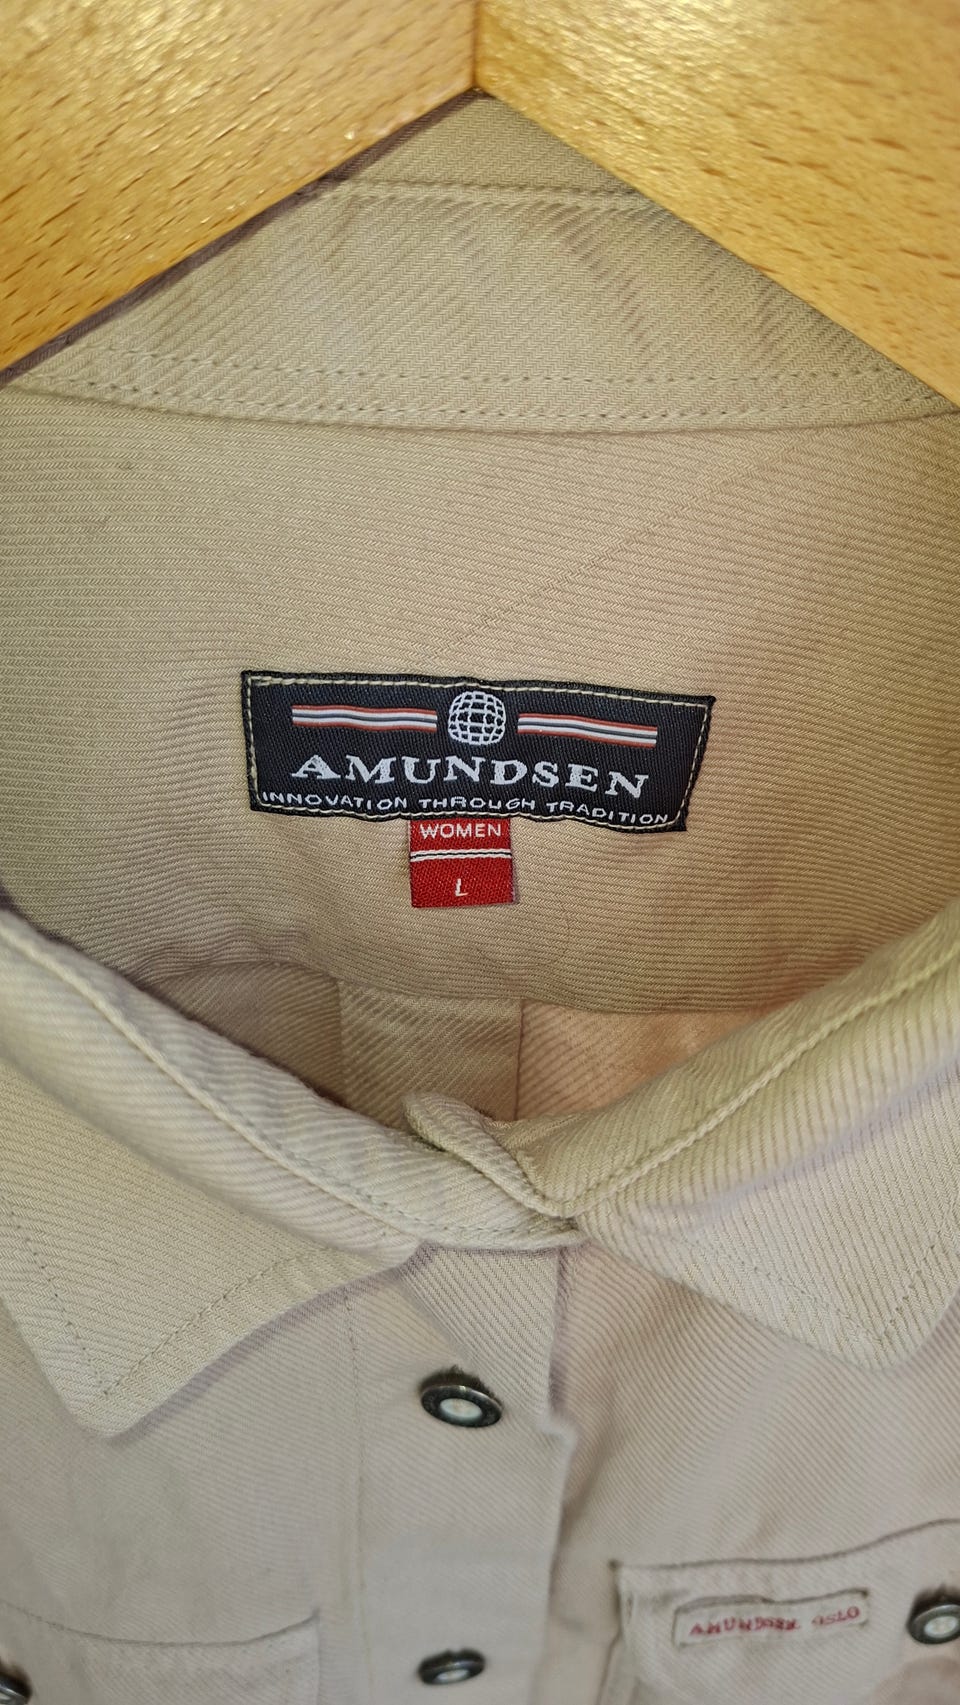 AMUNDSEN
INNOVATION THROUGH TRADITION
WOMEN
L
AMUNDSEN OSLO